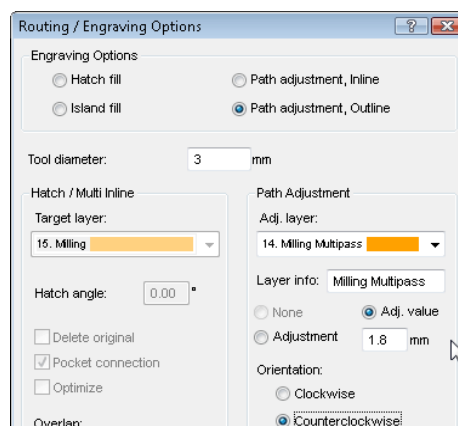 Routing / Engraving Options
Engraving Options
Hatch fill
Path adjustment, Inline
Island fill
Path adjustment, Outline
Tool diameter: 3 mm
Hatch / Multi Inline
Target layer:
15. Milling
Hatch angle: 0.00 °
Delete original
Pocket connection
Optimize
Overlap:
Path Adjustment
Adj. layer:
14. Milling Multipass
Layer info: Milling Multipass
None
Adj. value
Adjustment 1.8 mm
Orientation:
Clockwise
Counterclockwise